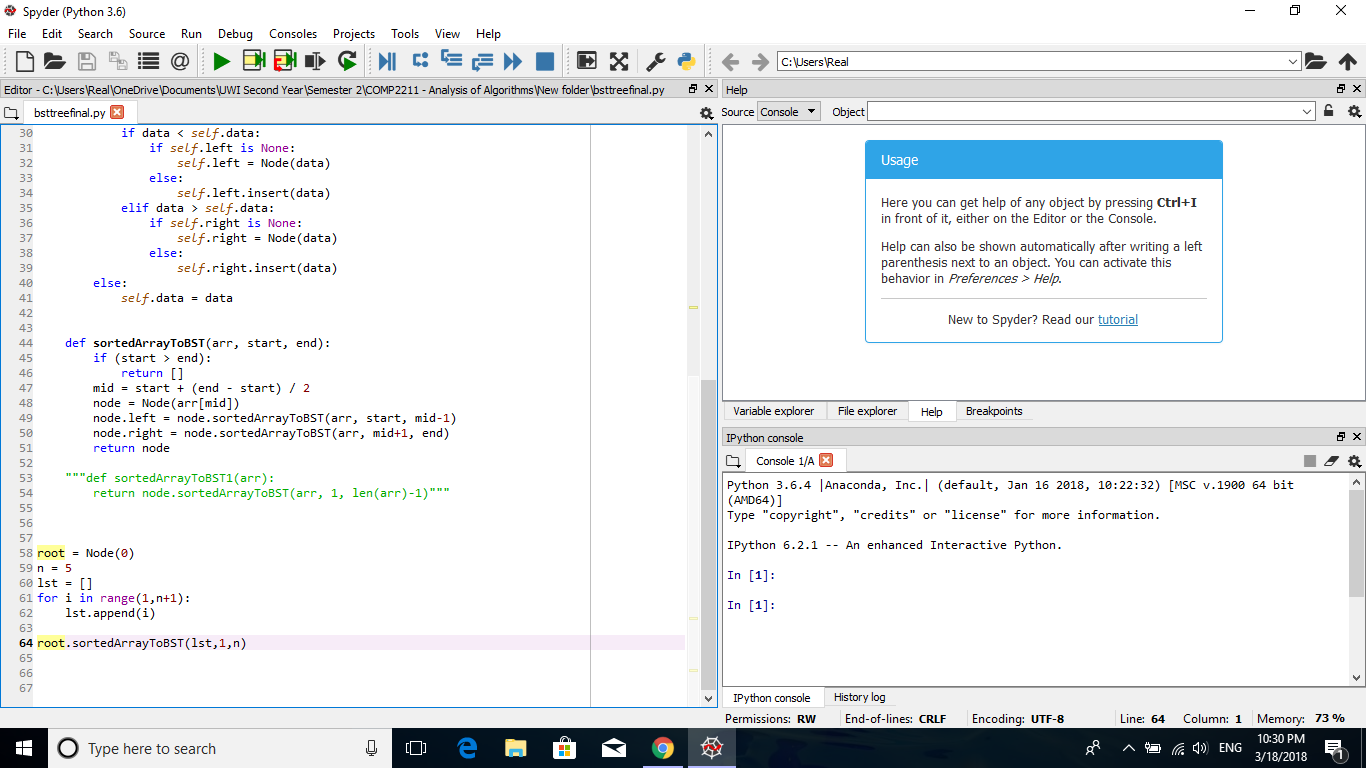 Spyder (Python 3.6)
File Edit Search Source Run Debug Consoles Projects Tools View Help
C:\Users\Real
Editor - C:\Users\Real\OneDrive\Documents\UWI Second Year\Semester 2\COMP2211 - Analysis of Algorithms\New folder\bsttreefinal.py
bsttreefinal.py
30 if data < self.data:
31 if self.left is None:
32 self.left = Node(data)
33 else:
34 self.left.insert(data)
35 elif data > self.data:
36 if self.right is None:
37 self.right = Node(data)
38 else:
39 self.right.insert(data)
40 else:
41 self.data = data
42
43
44 def sortedArrayToBST(arr, start, end):
45 if (start > end):
46 return []
47 mid = start + (end - start) / 2
48 node = Node(arr[mid])
49 node.left = node.sortedArrayToBST(arr, start, mid-1)
50 node.right = node.sortedArrayToBST(arr, mid+1, end)
51 return node
52
53 """def sortedArrayToBST1(arr):
54 return node.sortedArrayToBST(arr, 1, len(arr)-1)"""
55
56
57
58 root = Node(0)
59 n = 5
60 lst = []
61 for i in range(1,n+1):
62 lst.append(i)
63
64 root.sortedArrayToBST(lst,1,n)
65
66
67
Help
Source Console Object
Usage
Here you can get help of any object by pressing Ctrl+I
in front of it, either on the Editor or the Console.
Help can also be shown automatically after writing a left
parenthesis next to an object. You can activate this
behavior in Preferences > Help.
New to Spyder? Read our tutorial
Variable explorer File explorer Help Breakpoints
IPython console
Console 1/A
Python 3.6.4 |Anaconda, Inc.| (default, Jan 16 2018, 10:22:32) [MSC v.1900 64 bit
(AMD64)]
Type "copyright", "credits" or "license" for more information.
IPython 6.2.1 -- An enhanced Interactive Python.
In [1]:
In [1]:
IPython console History log
Permissions: RW End-of-lines: CRLF Encoding: UTF-8 Line: 64 Column: 1 Memory: 73 %
Type here to search
ENG
10:30 PM
3/18/2018
1